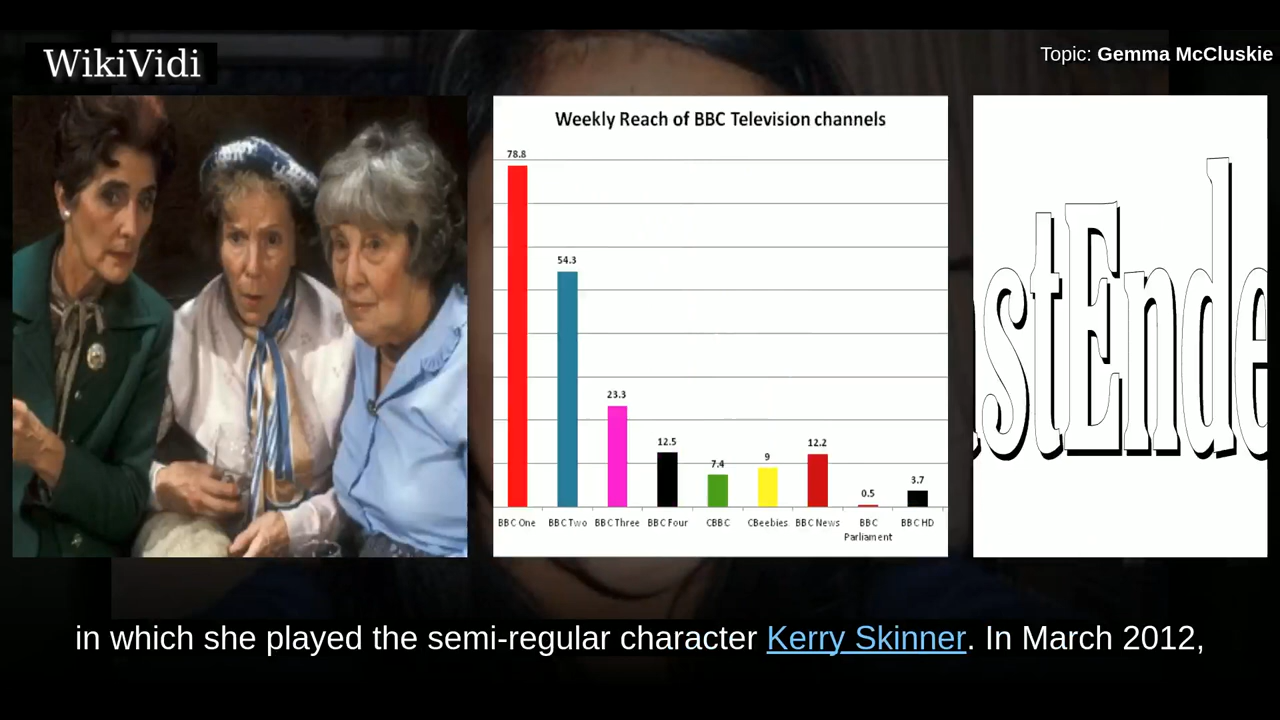 WikiVidi
Topic: Gemma McCluskie
Weekly Reach of BBC Television channels
78.8
54.3
23.3
12.5
7.4
9
12.2
0.5
3.7
BBC One
BBC Two
BBC Three
BBC Four
CBBC
CBeebies
BBC News
BBC Parliament
BBC HD
stEnde
in which she played the semi-regular character Kerry Skinner. In March 2012,